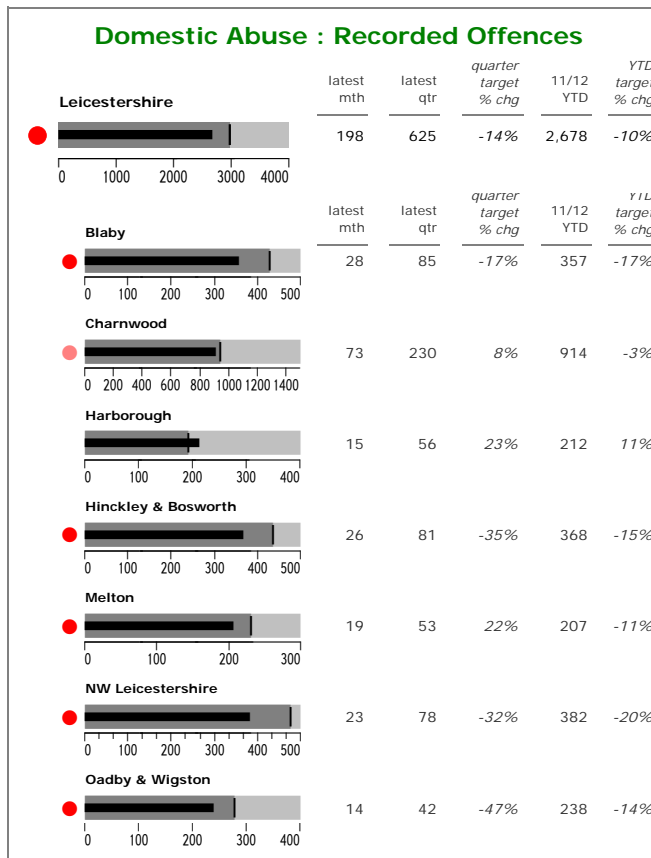 Domestic Abuse : Recorded Offences
latest mth latest qtr quarter target % chg 11/12 YTD YTD target % chg
Leicestershire
198 625 -14% 2,678 -10%
0 1000 2000 3000 4000
latest mth latest qtr quarter target % chg 11/12 YTD YTD target % chg
Blaby
28 85 -17% 357 -17%
0 100 200 300 400 500
Charnwood
73 230 8% 914 -3%
0 200 400 600 800 1000 1200 1400
Harborough
15 56 23% 212 11%
0 100 200 300 400
Hinckley & Bosworth
26 81 -35% 368 -15%
0 100 200 300 400 500
Melton
19 53 22% 207 -11%
0 100 200 300
NW Leicestershire
23 78 -32% 382 -20%
0 100 200 300 400 500
Oadby & Wigston
14 42 -47% 238 -14%
0 100 200 300 400